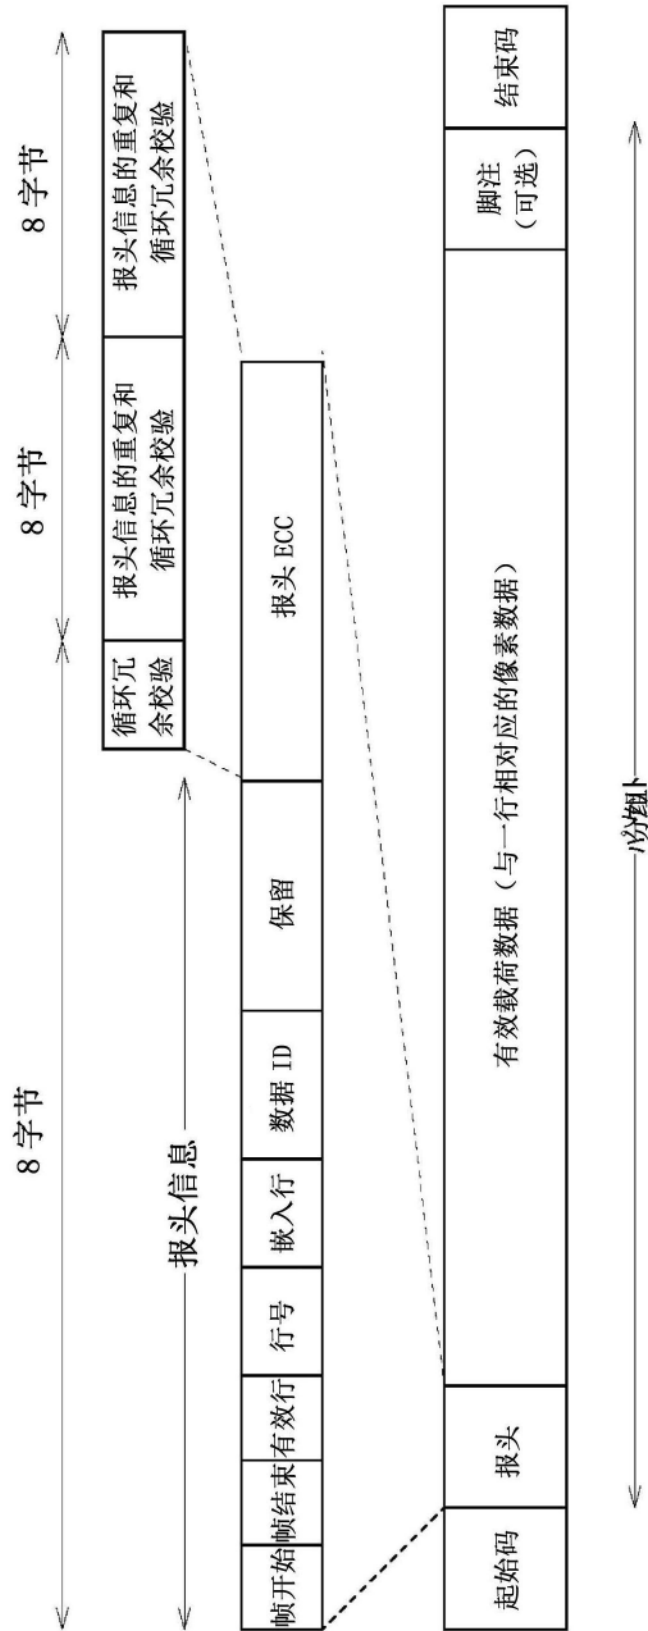 8字节
8字节
8字节
循环冗
余校验
报头信息的重复和
循环冗余校验
报头信息的重复和
循环冗余校验
报头信息
帧开始
帧结束
有效行
行号
嵌入行
数据 ID
保留
报头 ECC
起始码
报头
有效载荷数据（与一行相对应的像素数据）
脚注
（可选）
结束码
分组